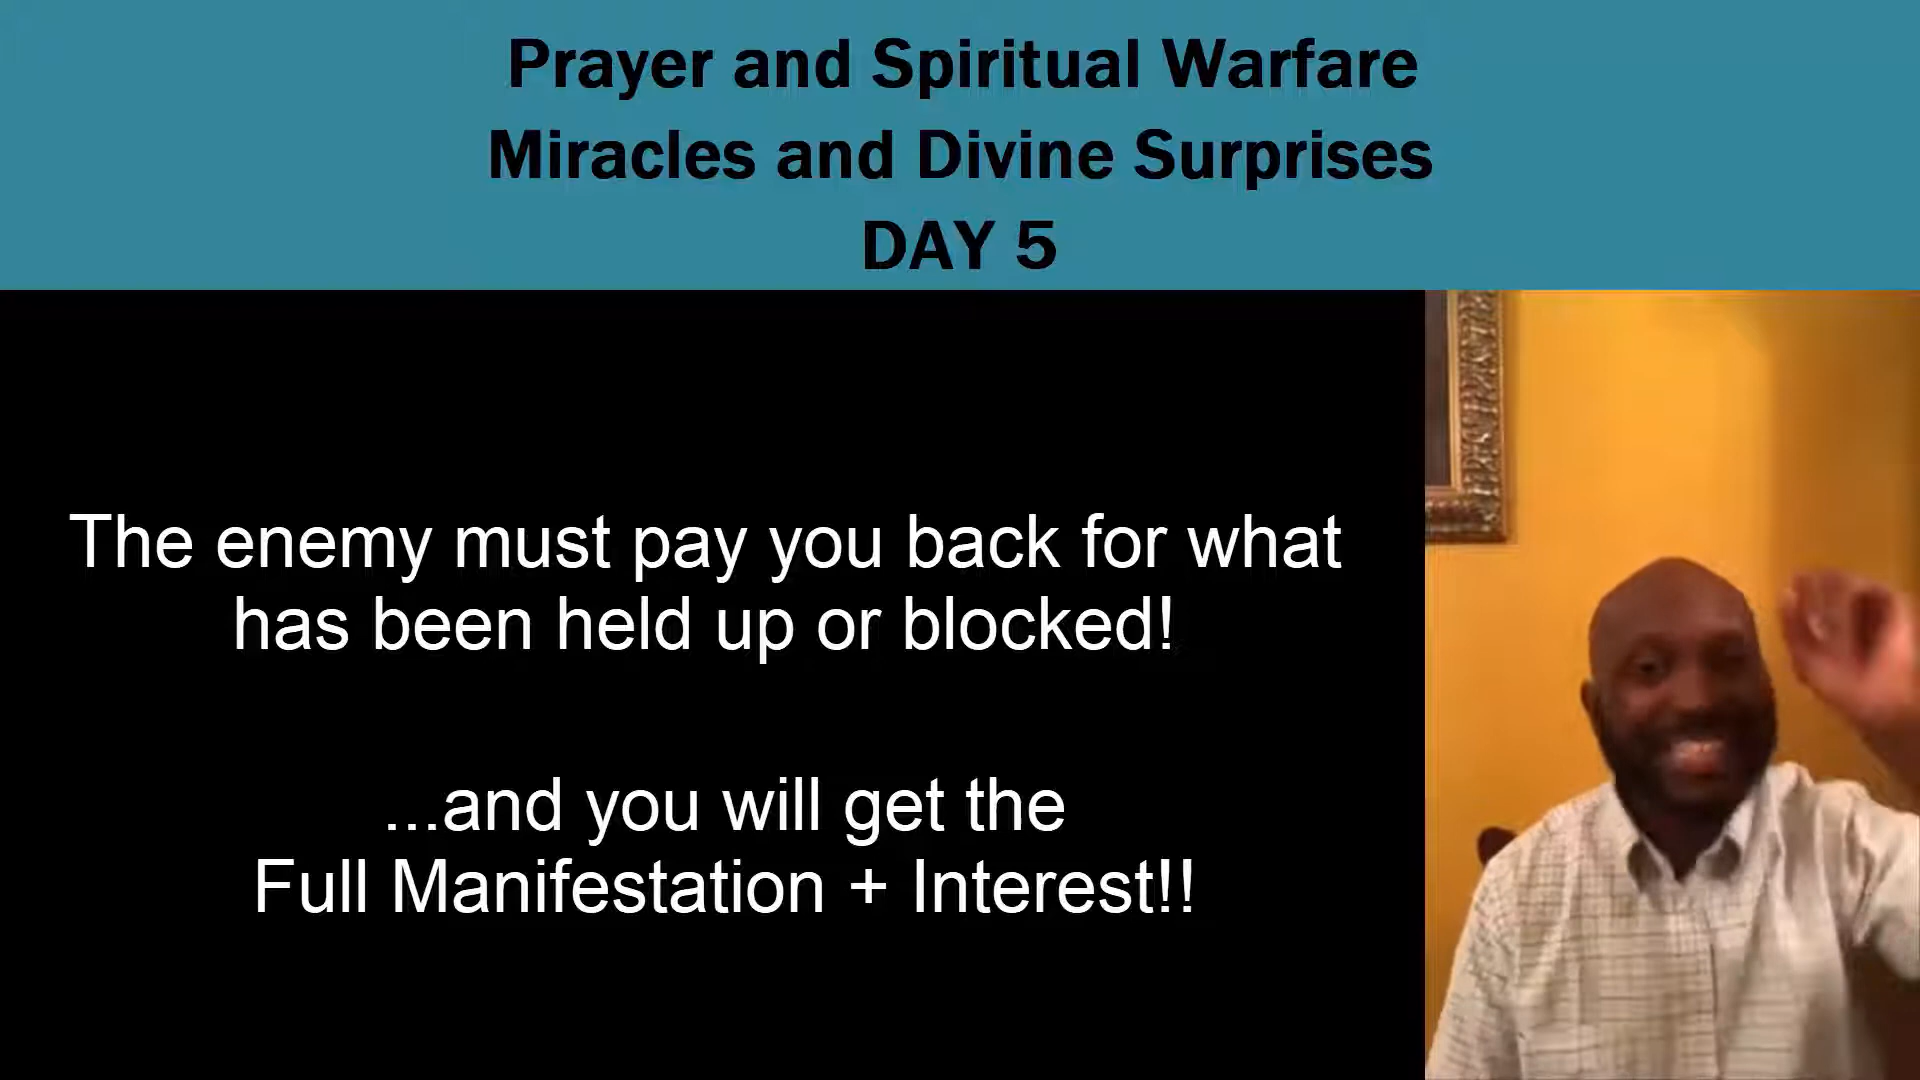 Prayer and Spiritual Warfare
Miracles and Divine Surprises
DAY 5
The enemy must pay you back for what
has been held up or blocked!
...and you will get the
Full Manifestation + Interest!!